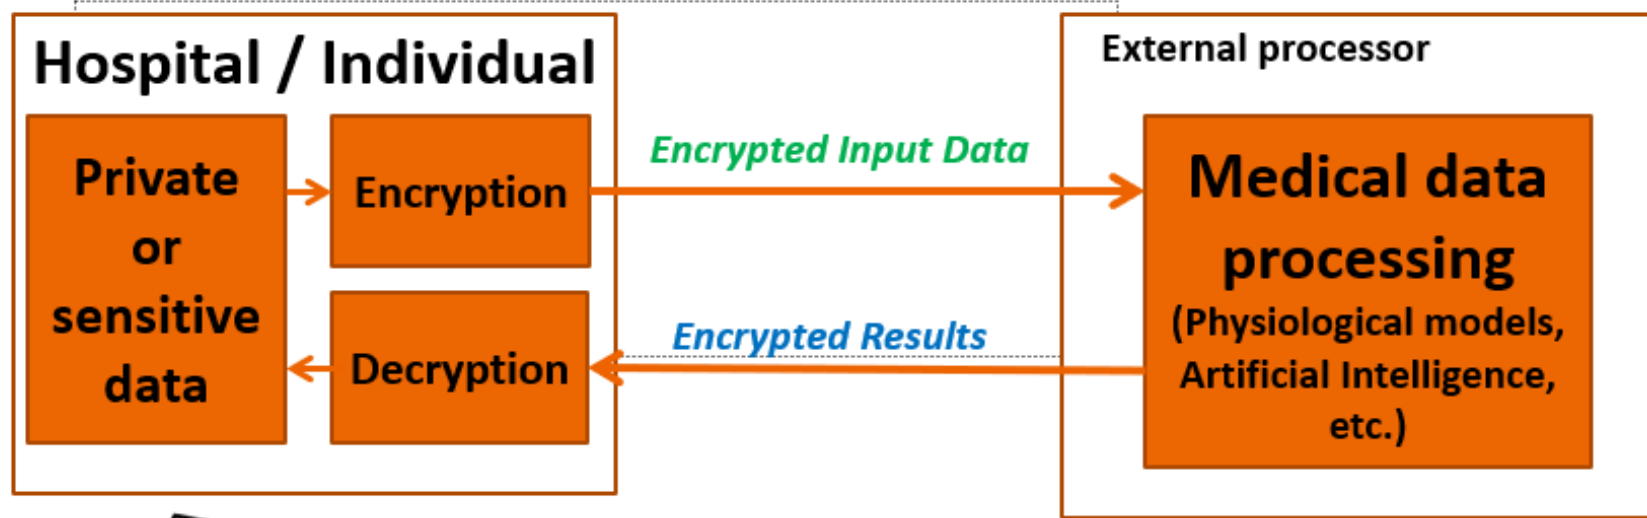 Hospital / Individual
Private
or
sensitive
data
Encryption
Decryption
Encrypted Input Data
Encrypted Results
External processor
Medical data
processing
(Physiological models,
Artificial Intelligence,
etc.)